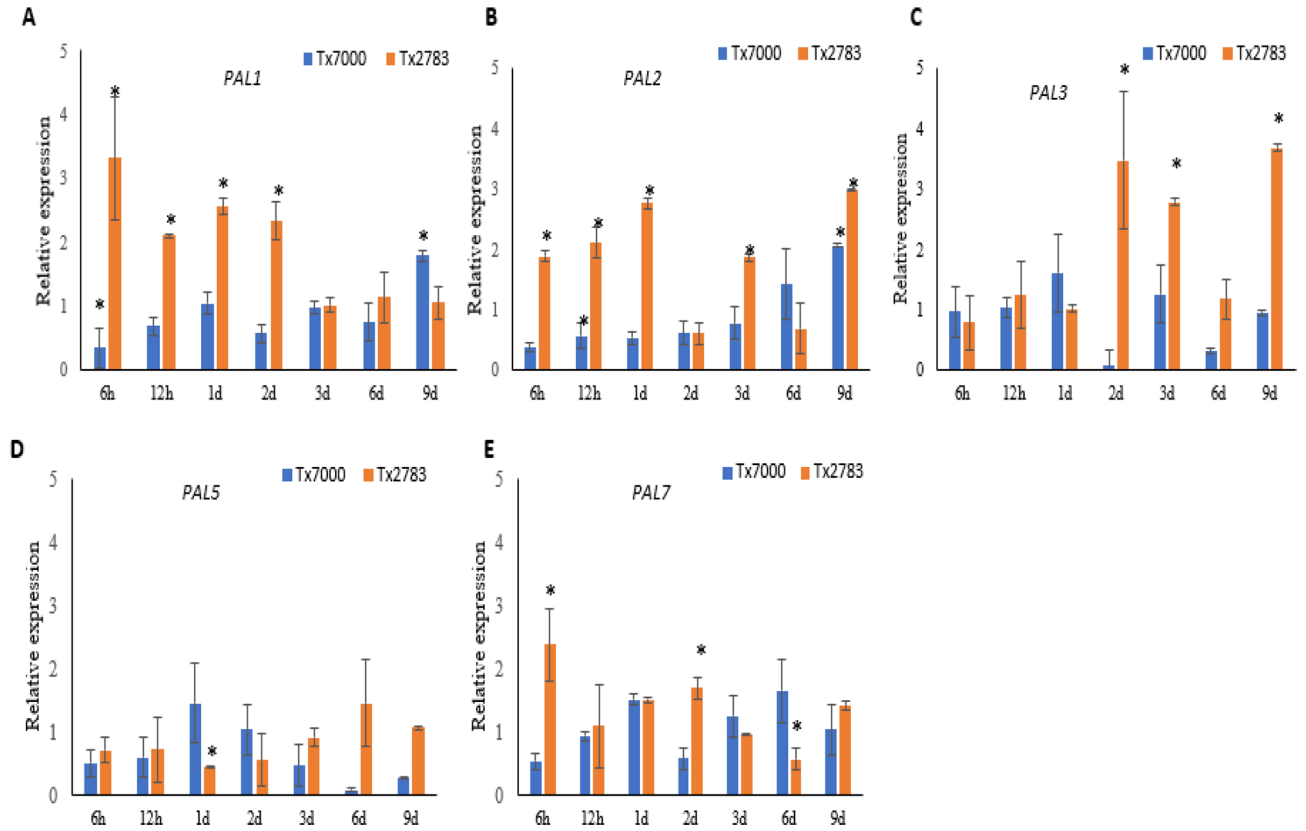 A
Tx7000 Tx2783
PAL1
Relative expression
5
4
3
2
1
0
* * * * * *
6h 12h 1d 2d 3d 6d 9d
B
Tx7000 Tx2783
PAL2
Relative expression
5
4
3
2
1
0
* * * * * * *
6h 12h 1d 2d 3d 6d 9d
C
Tx7000 Tx2783
PAL3
Relative expression
5
4
3
2
1
0
* * *
6h 12h 1d 2d 3d 6d 9d
D
Tx7000 Tx2783
PAL5
Relative expression
5
4
3
2
1
0
*
6h 12h 1d 2d 3d 6d 9d
E
Tx7000 Tx2783
PAL7
Relative expression
5
4
3
2
1
0
* * *
6h 12h 1d 2d 3d 6d 9d